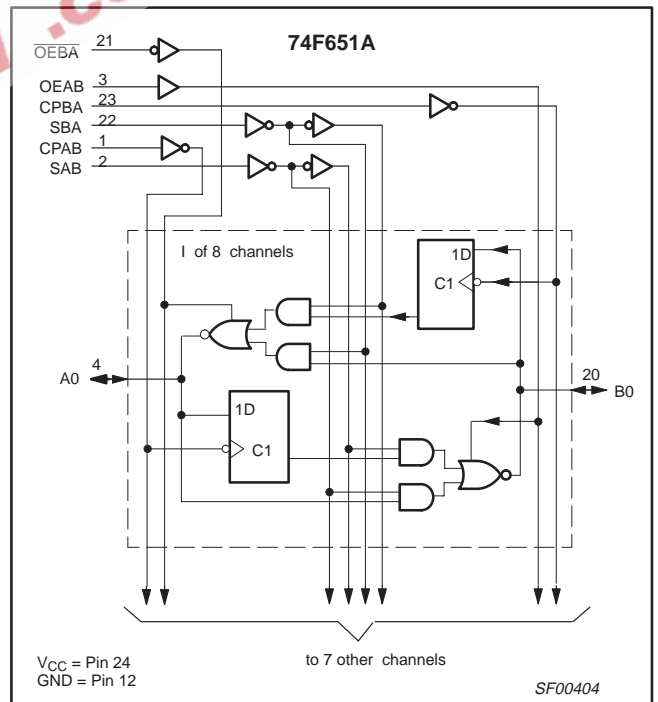 74F651A
OEBA 21
OEAB 3
CPBA 23
SBA 22
CPAB 1
SAB 2
I of 8 channels
1D
C1
4
A0
20
B0
1D
C1
to 7 other channels
VCC = Pin 24
GND = Pin 12
SF00404